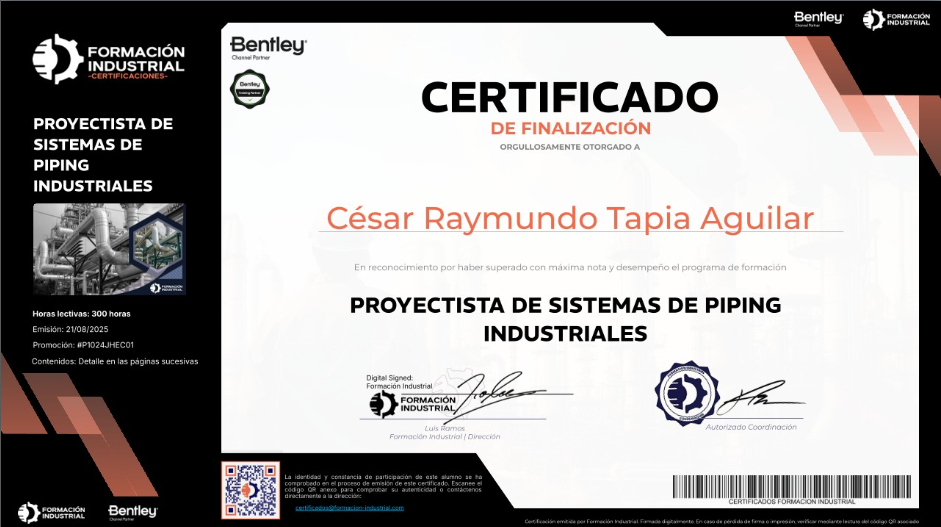 Bentley
Channel Partner
FORMACIÓN
INDUSTRIAL
FORMACIÓN
INDUSTRIAL
-CERTIFICACIONES-
PROYECTISTA DE
SISTEMAS DE
PIPING
INDUSTRIALES
FORMACIÓN
INDUSTRIAL
Horas lectivas: 300 horas
Emisión: 21/08/2025
Promoción: #P1024JHEC01
Contenidos: Detalle en las páginas sucesivas
FORMACIÓN
INDUSTRIAL
Bentley
Channel Partner
Bentley
Channel Partner
Bentley
CERTIFICADO
DE FINALIZACIÓN
ORGULLOSAMENTE OTORGADO A
César Raymundo Tapia Aguilar
En reconocimiento por haber superado con máxima nota y desempeño el programa de formación
PROYECTISTA DE SISTEMAS DE PIPING
INDUSTRIALES
Digital Signed:
Formación Industrial
FORMACIÓN
INDUSTRIAL
Luis Ramos
Formación Industrial | Dirección
Autorizado Coordinación
La identidad y constancia de participación de este alumno se ha
comprobado en el proceso de emisión de este certificado. Escanee el
código QR anexo para comprobar su autenticidad o contáctenos
directamente a la dirección:
certificados@formacion-industrial.com
CERTIFICADOS FORMACION INDUSTRIAL
Certificación emitida por Formación Industrial. Firmada digitalmente. En caso de pérdida de firma o impresión, verificar mediante lectura del código QR asociado